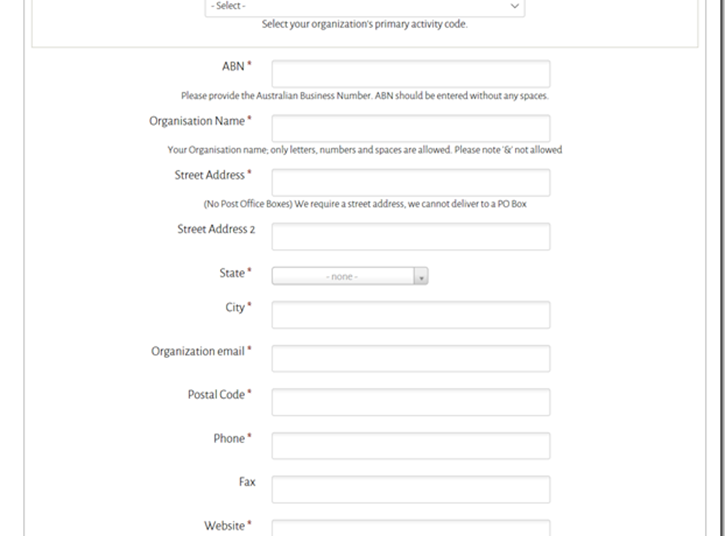 - Select -
Select your organization's primary activity code.
ABN *
Please provide the Australian Business Number. ABN should be entered without any spaces.
Organisation Name *
Your Organisation name; only letters, numbers and spaces are allowed. Please note '&' not allowed
Street Address *
(No Post Office Boxes) We require a street address, we cannot deliver to a PO Box
Street Address 2
State *
- none -
City *
Organization email *
Postal Code *
Phone *
Fax
Website *